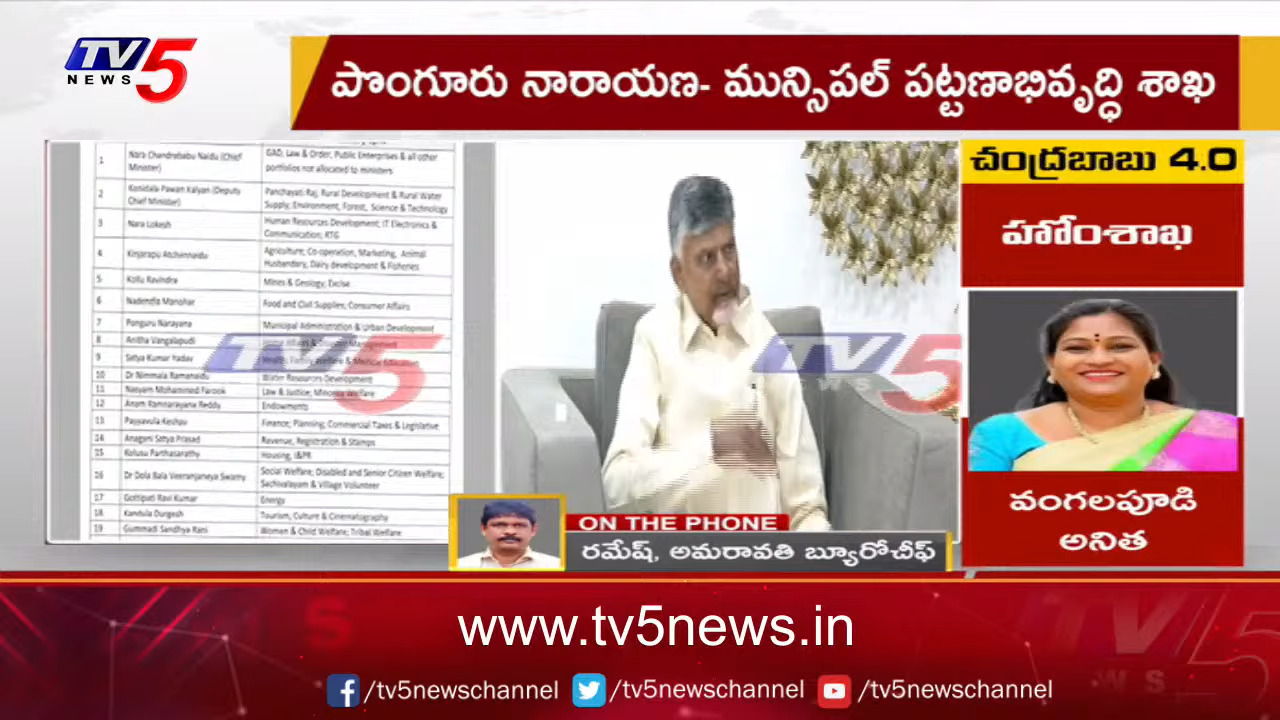 TV5
NEWS
పొంగూరు నారాయణ- మున్సిపల్ పట్టణాభివృద్ధి శాఖ
చంద్రబాబు 4.0
హోంశాఖ
వంగలపూడి
అనిత
1 Nara Chandrababu Naidu (Chief Minister) GAD; Law & Order, Public Enterprises & all other portfolios not allocated to ministers
2 Konidala Pawan Kalyan (Deputy Chief Minister) Panchayati Raj, Rural Development & Rural Water Supply; Environment, Forest, Science & Technology
3 Nara Lokesh Human Resources Development; IT Electronics & Communication; RTG
4 Kinjarapu Atchennaidu Agriculture; Co-operation, Marketing, Animal Husbandary, Dairy development & Fisheries
5 Kollu Ravindra Mines & Geology; Excise
6 Nadendla Manohar Food and Civil Supplies; Consumer Affairs
7 Ponguru Narayana Municipal Administration & Urban Development
8 Anitha Vangalapudi
9 Satya Kumar Yadav
10 Dr Nimmala Ramanaidu Water Resources Development
11 Nasyam Mohammed Farook Law & Justice; Minority Welfare
12 Anam Ramnarayana Reddy Endowments
13 Payyavula Keshav Finance; Planning; Commercial Taxes & Legislative
14 Anagani Satya Prasad Revenue, Registration & Stamps
15 Kolusu Parthasarathy Housing, I&PR
16 Dr Dola Bala Veeranjaneya Swamy Social Welfare; Disabled and Senior Citizen Welfare; Sachivalayam & Village Volunteer
17 Gottipati Ravi Kumar Energy
18 Kandula Durgesh Tourism, Culture & Cinematography
19 Gummadi Sandhya Rani Women & Child Welfare; Tribal Welfare
TV5
TV5
NEWS
ON THE PHONE
రమేష్, అమరావతి బ్యూరోచీఫ్
www.tv5news.in
/tv5newschannel /tv5newschannel /tv5newschannel